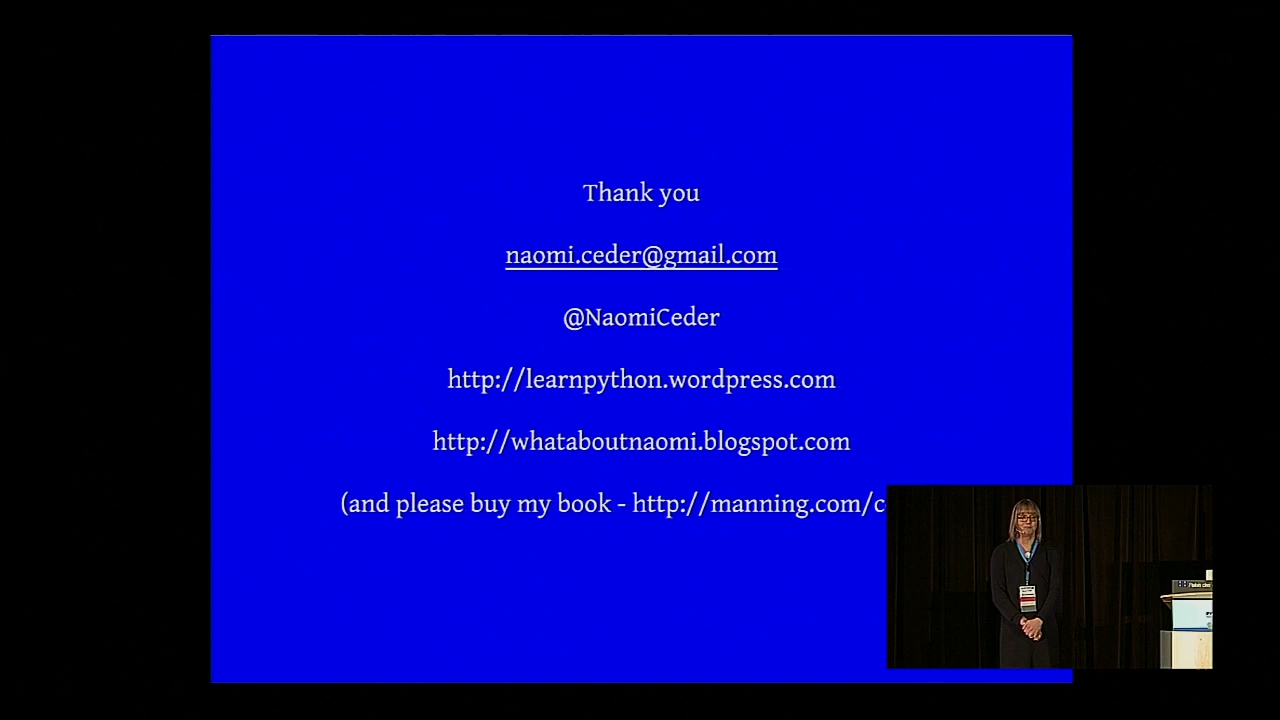 Thank you
naomi.ceder@gmail.com
@NaomiCeder
http://learnpython.wordpress.com
http://whataboutnaomi.blogspot.com
(and please buy my book - http://manning.com/c